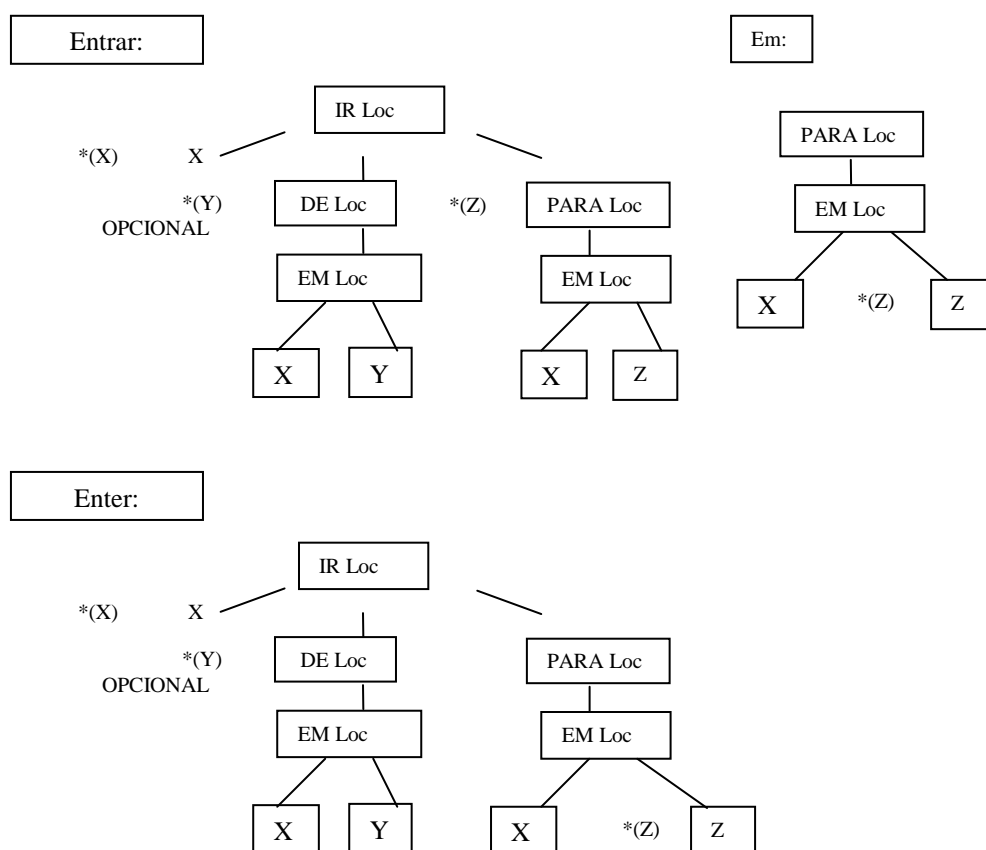 Entrar:
Em:
IR Loc
PARA Loc
*(X) X
*(Y)
OPCIONAL
DE Loc
*(Z)
PARA Loc
EM Loc
EM Loc
EM Loc
X
*(Z)
Z
X
Y
X
Z
Enter:
IR Loc
*(X) X
*(Y)
OPCIONAL
DE Loc
PARA Loc
EM Loc
EM Loc
X
Y
X
*(Z)
Z